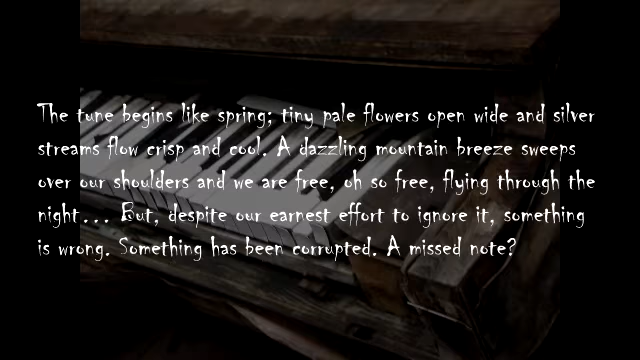 The tune begins like spring; tiny pale flowers open wide and silver
streams flow crisp and cool. A dazzling mountain breeze sweeps
over our shoulders and we are free, oh so free, flying through the
night... But, despite our earnest effort to ignore it, something
is wrong. Something has been corrupted. A missed note?